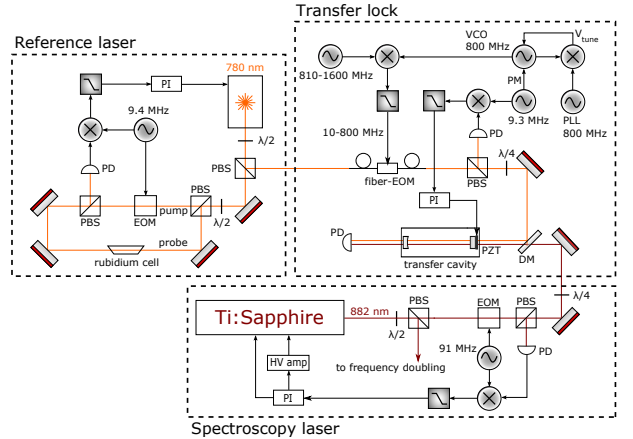 Reference laser
780 nm
PI
9.4 MHz
PD
λ/2
PBS
PBS
EOM
pump
PBS
λ/2
probe
rubidium cell
Transfer lock
VCO
800 MHz
V_tune
810-1600 MHz
PM
10-800 MHz
9.3 MHz
PLL
800 MHz
PD
λ/4
fiber-EOM
PBS
PI
PD
PZT
DM
transfer cavity
λ/4
Ti:Sapphire
882 nm
PBS
EOM
PBS
λ/2
PD
91 MHz
HV amp
to frequency doubling
PI
Spectroscopy laser